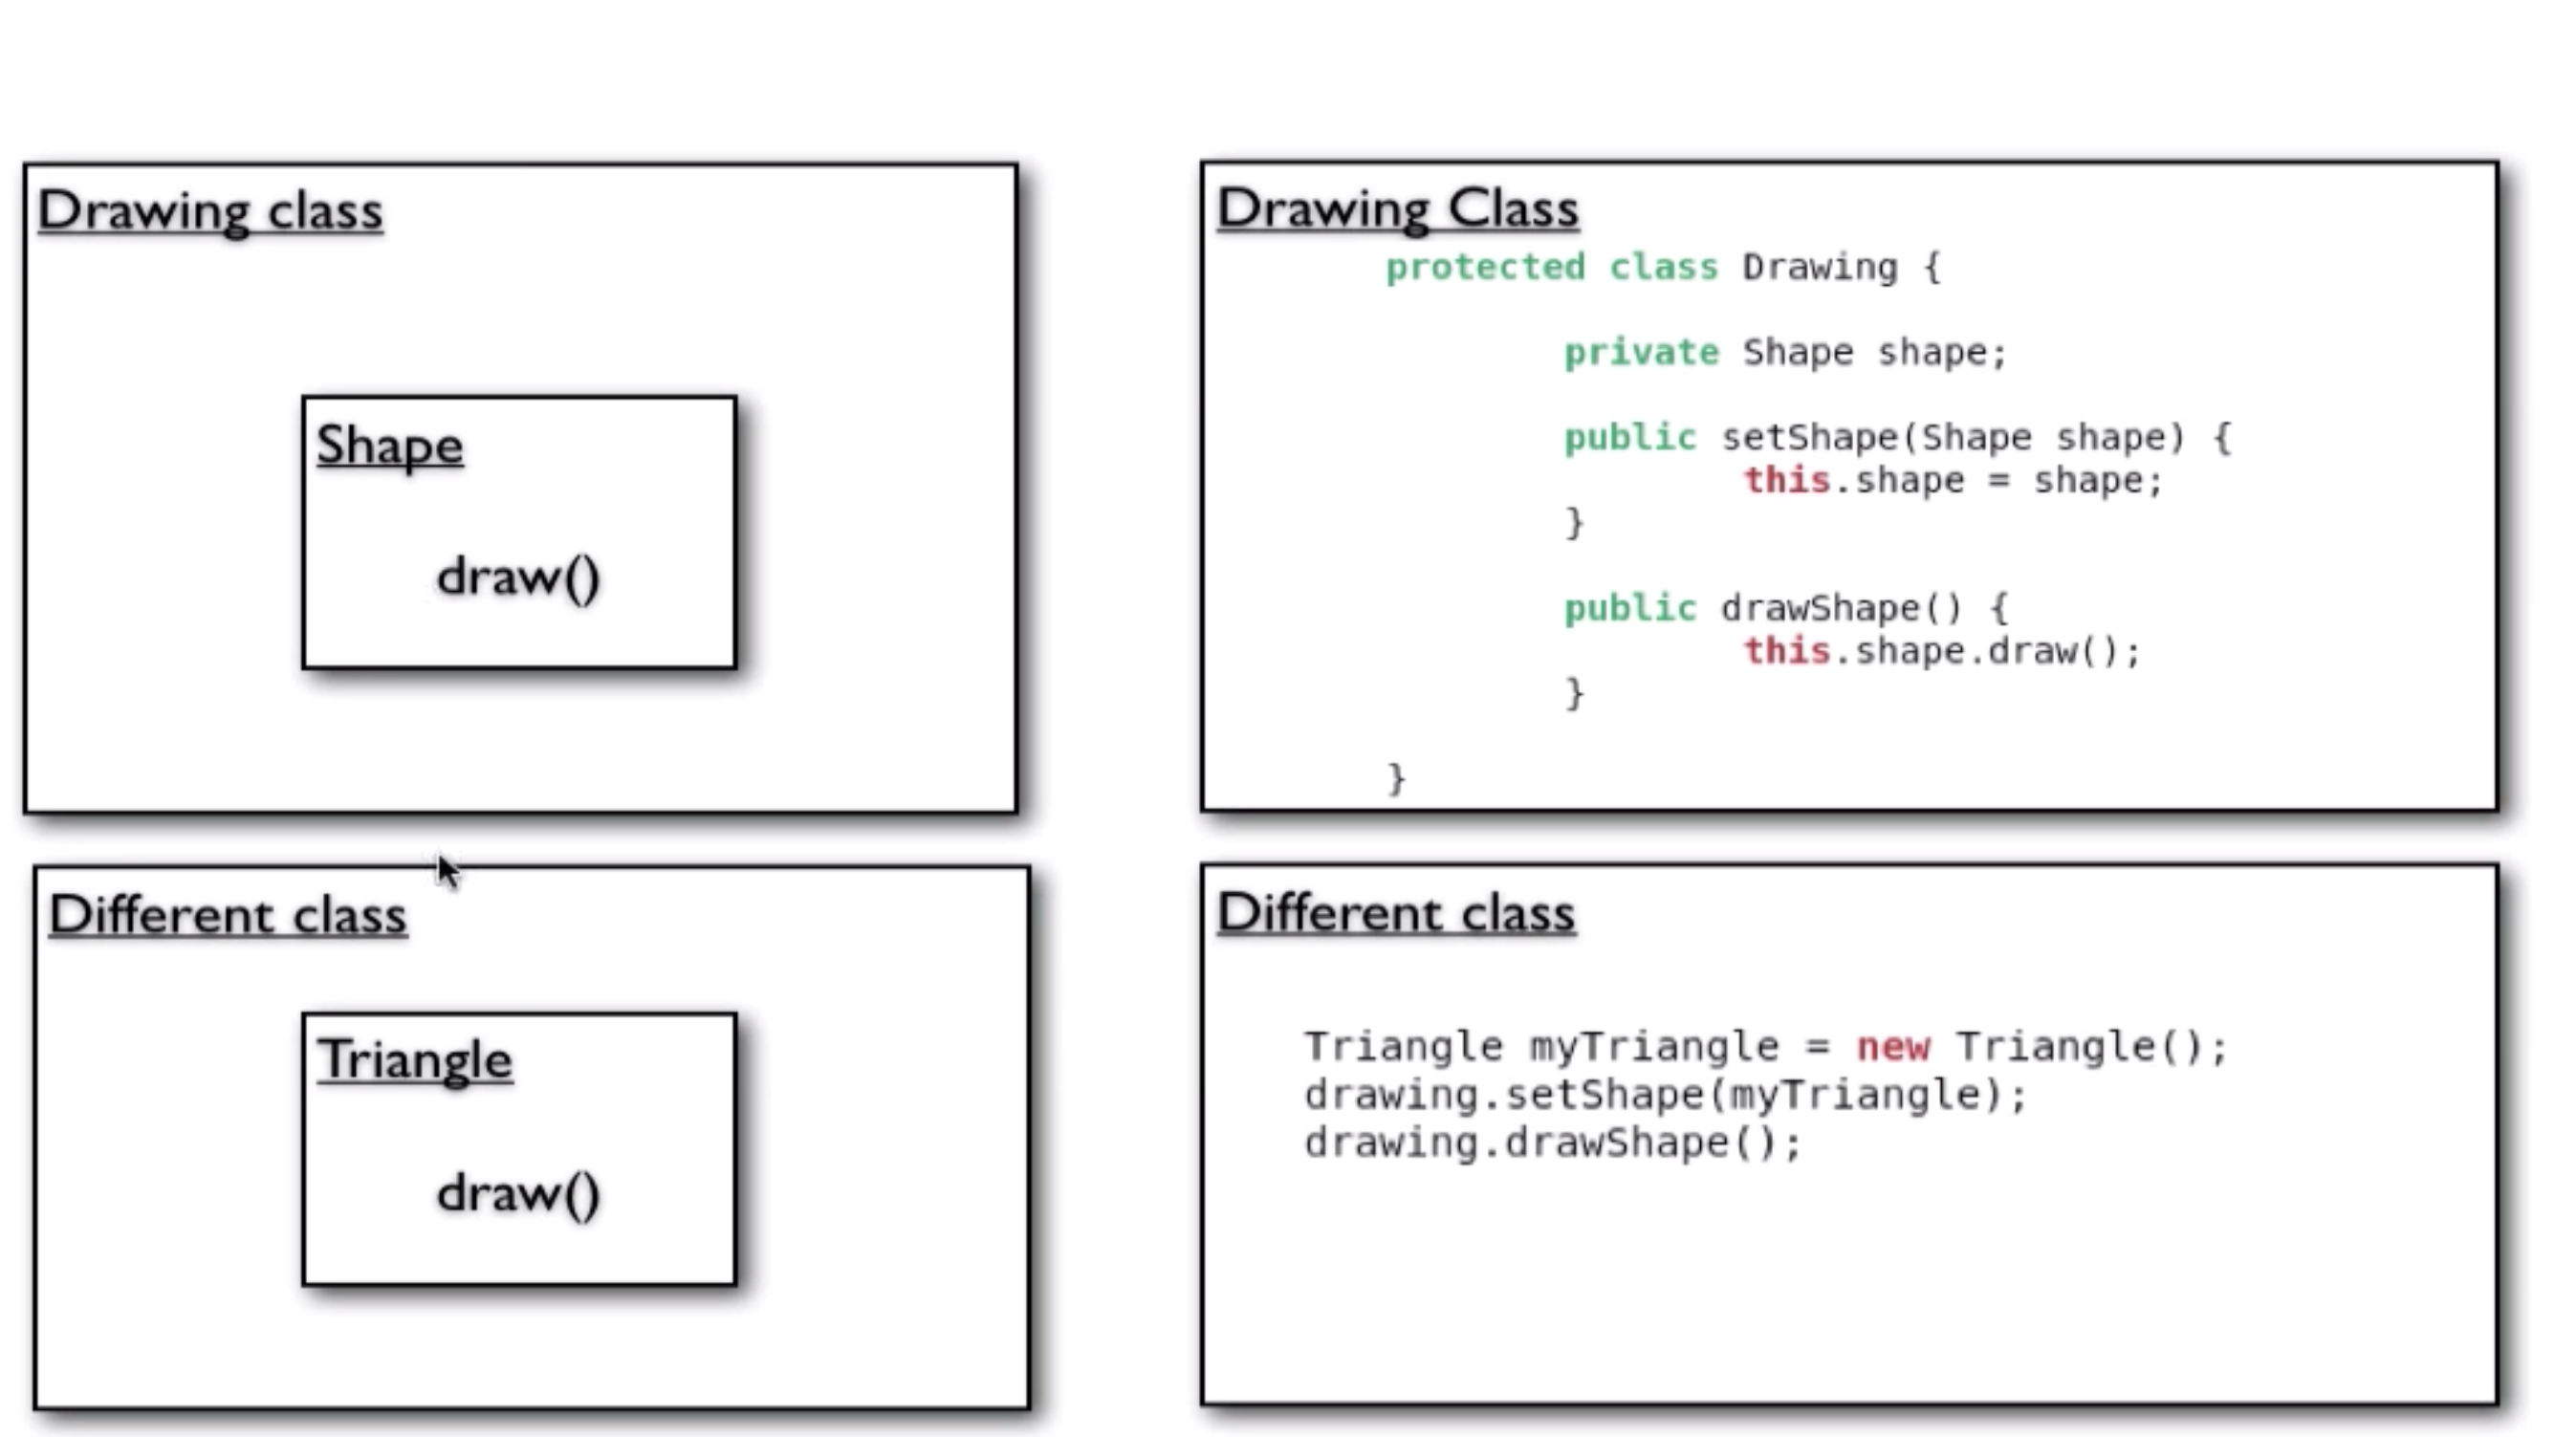 Drawing class
Shape
draw()
Drawing Class
protected class Drawing {
private Shape shape;
public setShape(Shape shape) {
this.shape = shape;
}
public drawShape() {
this.shape.draw();
}
}
Different class
Triangle
draw()
Different class
Triangle myTriangle = new Triangle();
drawing.setShape(myTriangle);
drawing.drawShape();